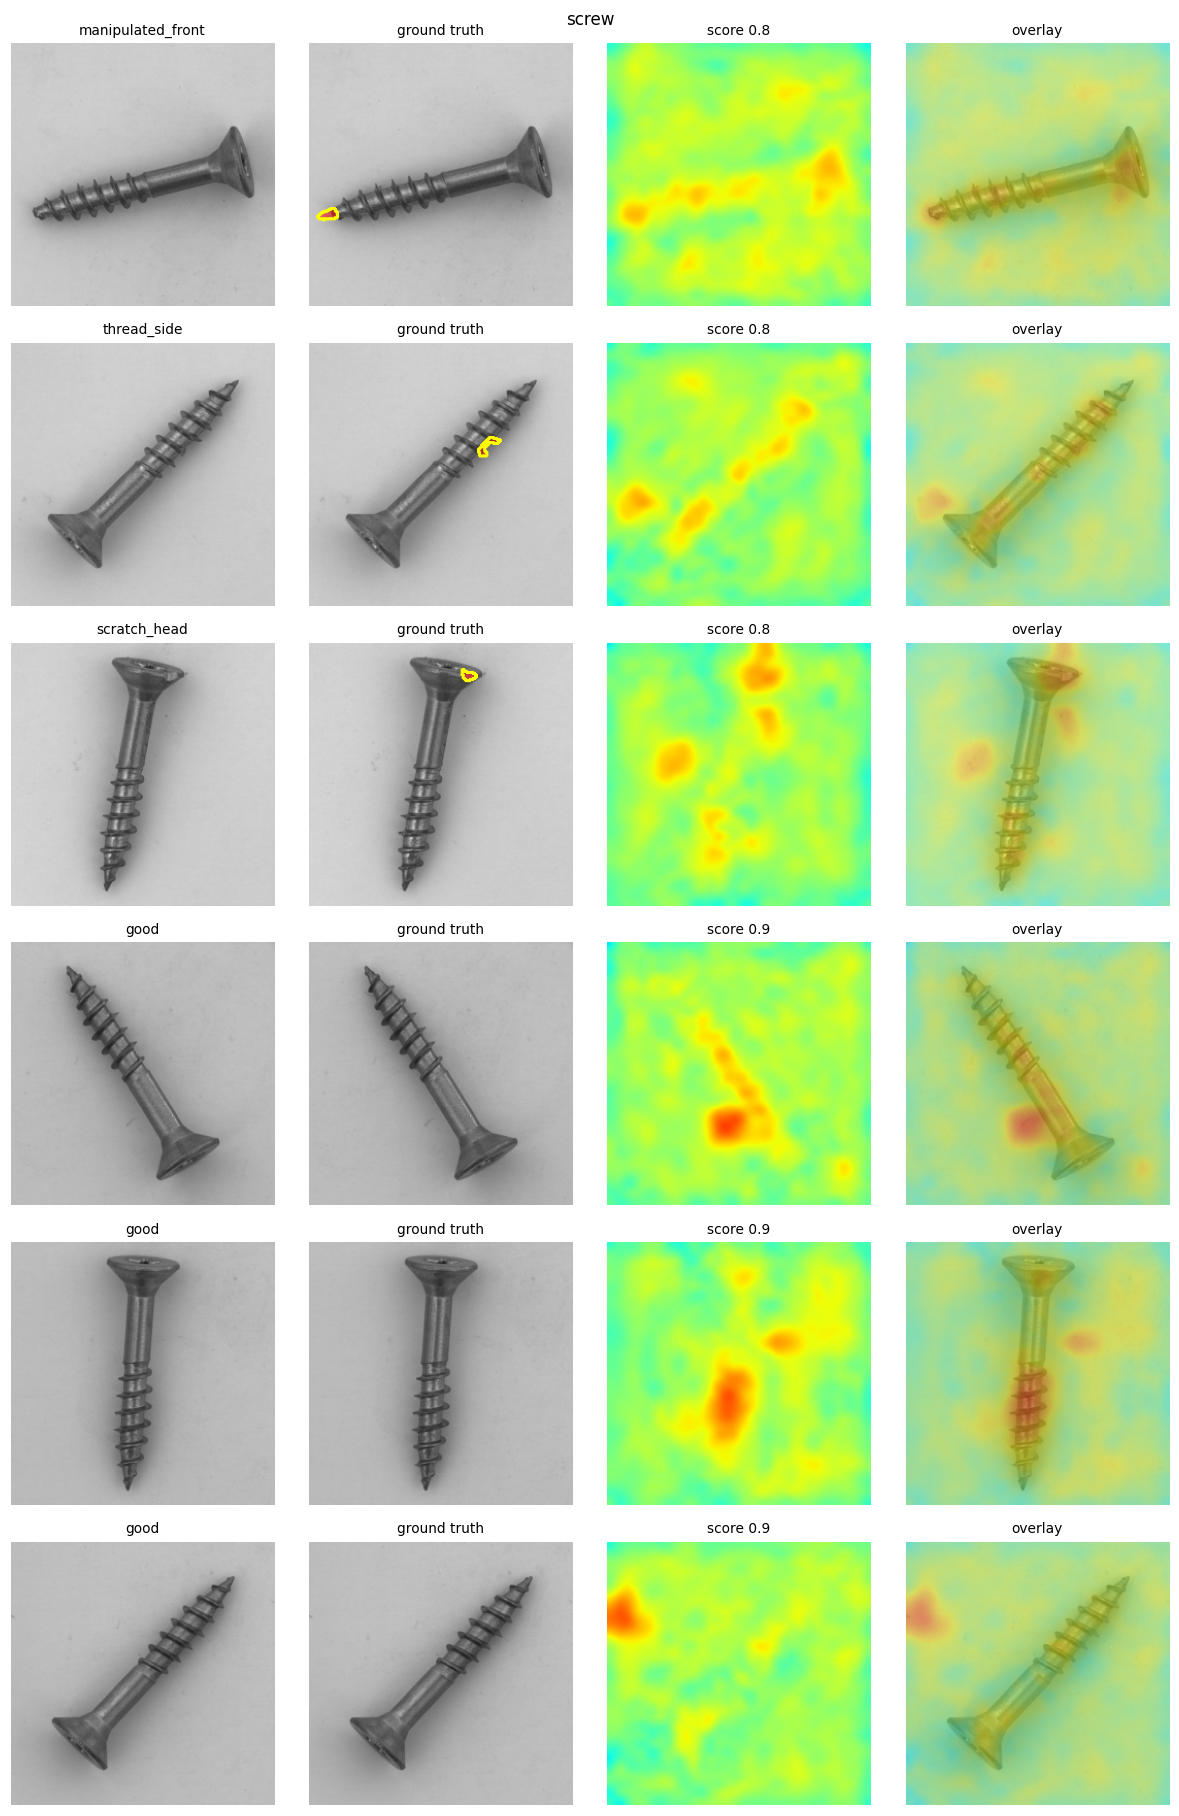 screw
manipulated_front ground truth score 0.8 overlay
thread_side ground truth score 0.8 overlay
scratch_head ground truth score 0.8 overlay
good ground truth score 0.9 overlay
good ground truth score 0.9 overlay
good ground truth score 0.9 overlay